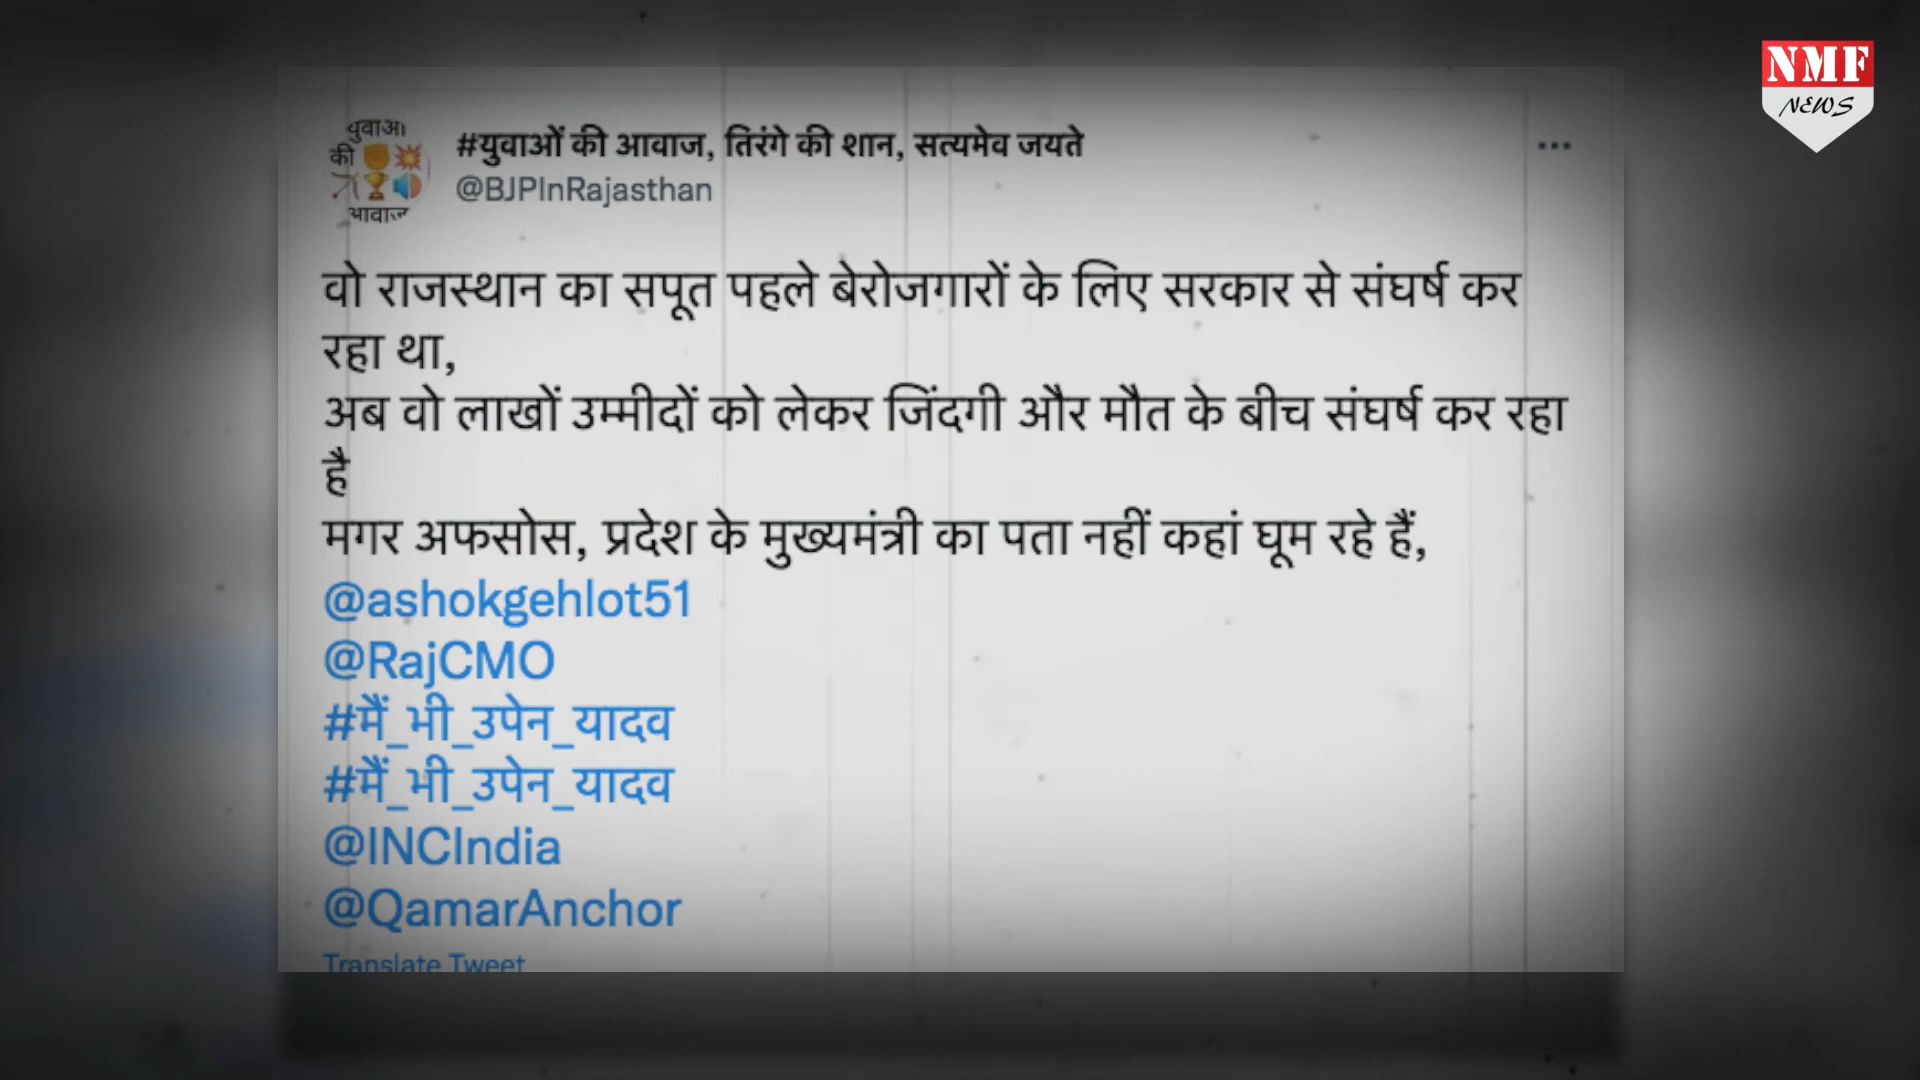 NMF
NEWS
युवाओं
की
आवाज
#युवाओं की आवाज, तिरंगे की शान, सत्यमेव जयते
@BJPInRajasthan
वो राजस्थान का सपूत पहले बेरोजगारों के लिए सरकार से संघर्ष कर
रहा था,
अब वो लाखों उम्मीदों को लेकर जिंदगी और मौत के बीच संघर्ष कर रहा
है
मगर अफसोस, प्रदेश के मुख्यमंत्री का पता नहीं कहां घूम रहे हैं,
@ashokgehlot51
@RajCMO
#मैं_भी_उपेन_यादव
#मैं_भी_उपेन_यादव
@INCIndia
@QamarAnchor
Translate Tweet